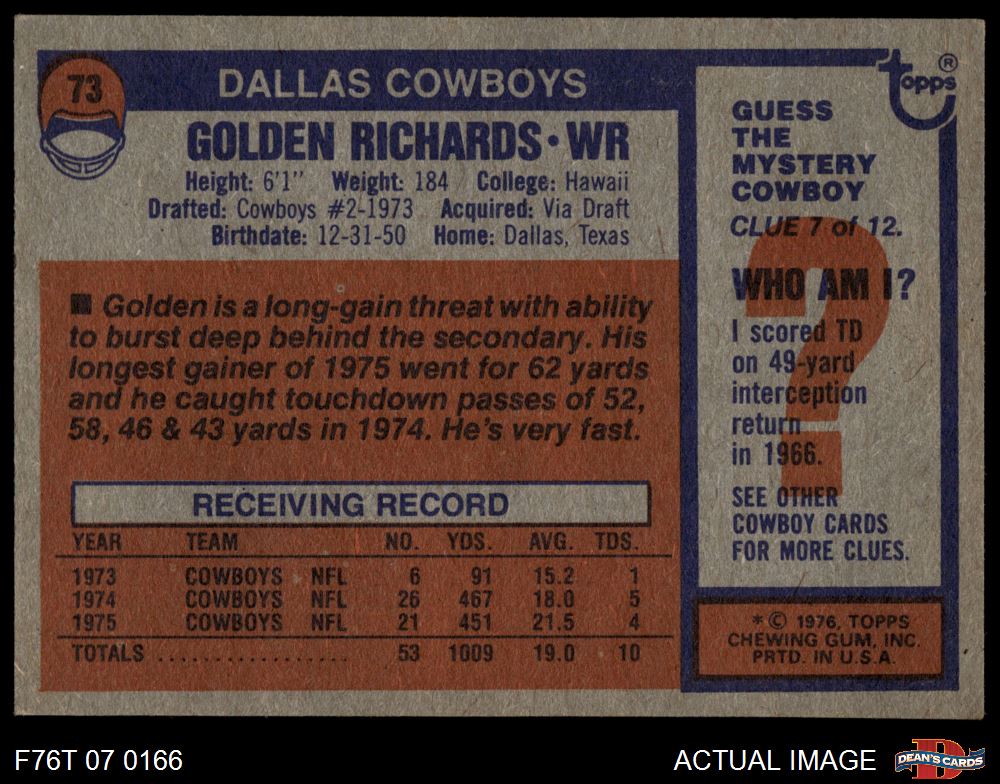 73
DALLAS COWBOYS
GOLDEN RICHARDS • WR
Height: 6'1" Weight: 184 College: Hawaii
Drafted: Cowboys #2-1973 Acquired: Via Draft
Birthdate: 12-31-50 Home: Dallas, Texas
■ Golden is a long-gain threat with ability
to burst deep behind the secondary. His
longest gainer of 1975 went for 62 yards
and he caught touchdown passes of 52,
58, 46 & 43 yards in 1974. He's very fast.
RECEIVING RECORD
YEAR TEAM NO. YDS. AVG. TDS.
1973 COWBOYS NFL 6 91 15.2 1
1974 COWBOYS NFL 26 467 18.0 5
1975 COWBOYS NFL 21 451 21.5 4
TOTALS .................. 53 1009 19.0 10
topps ®
GUESS
THE
MYSTERY
COWBOY
CLUE 7 of 12.
?
WHO AM I?
I scored TD
on 49-yard
interception
return
in 1966.
SEE OTHER
COWBOY CARDS
FOR MORE CLUES.
* © 1976, TOPPS
CHEWING GUM, INC.
PRTD. IN U.S.A.
F76T 07 0166
ACTUAL IMAGE
D
DEAN'S CARDS